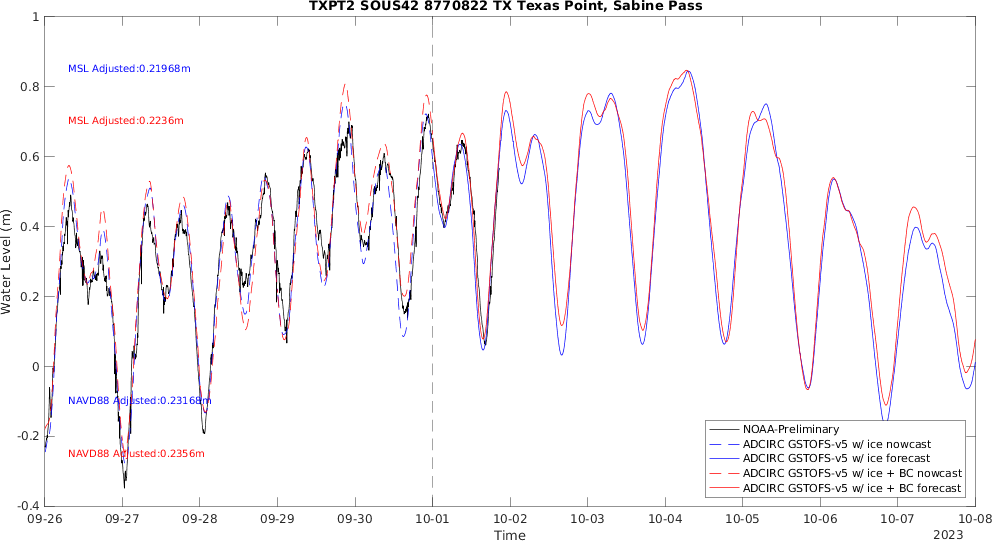 TXPT2 SOUS42 8770822 TX Texas Point, Sabine Pass
1
0.8
0.6
0.4
0.2
0
-0.2
-0.4
Water Level (m)
MSL Adjusted:0.21968m
MSL Adjusted:0.2236m
NAVD88 Adjusted:0.23168m
NAVD88 Adjusted:0.2356m
NOAA-Preliminary
ADCIRC GSTOFS-v5 w/ ice nowcast
ADCIRC GSTOFS-v5 w/ ice forecast
ADCIRC GSTOFS-v5 w/ ice + BC nowcast
ADCIRC GSTOFS-v5 w/ ice + BC forecast
09-26 09-27 09-28 09-29 09-30 10-01 10-02 10-03 10-04 10-05 10-06 10-07 10-08
Time
2023